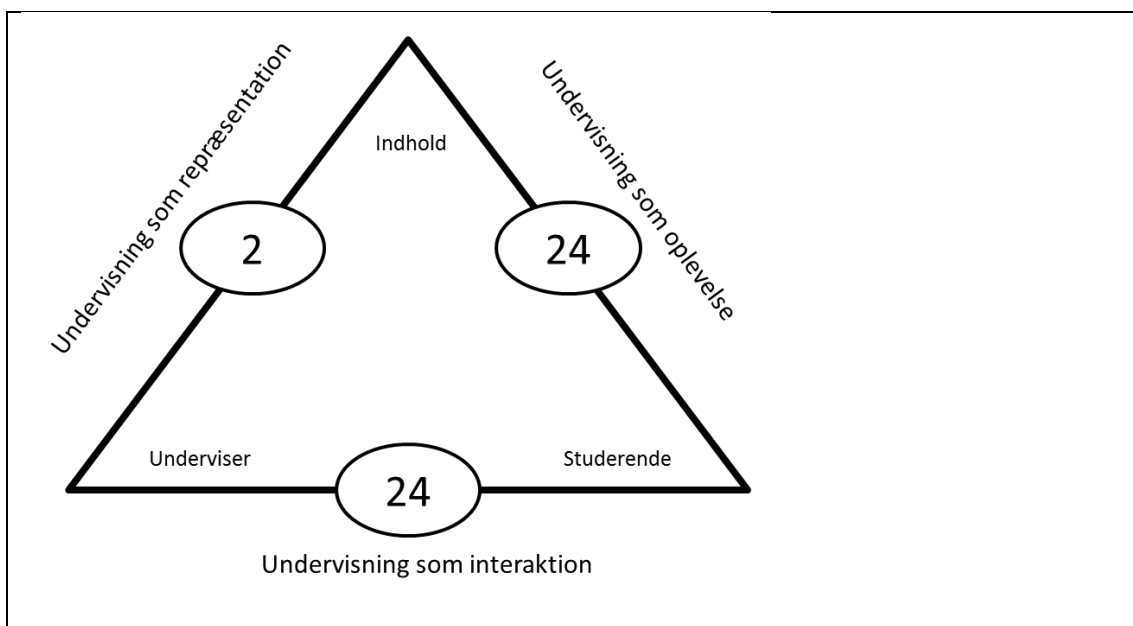 Undervisning som repræsentation
Undervisning som oplevelse
Indhold
2
24
Underviser
Studerende
24
Undervisning som interaktion